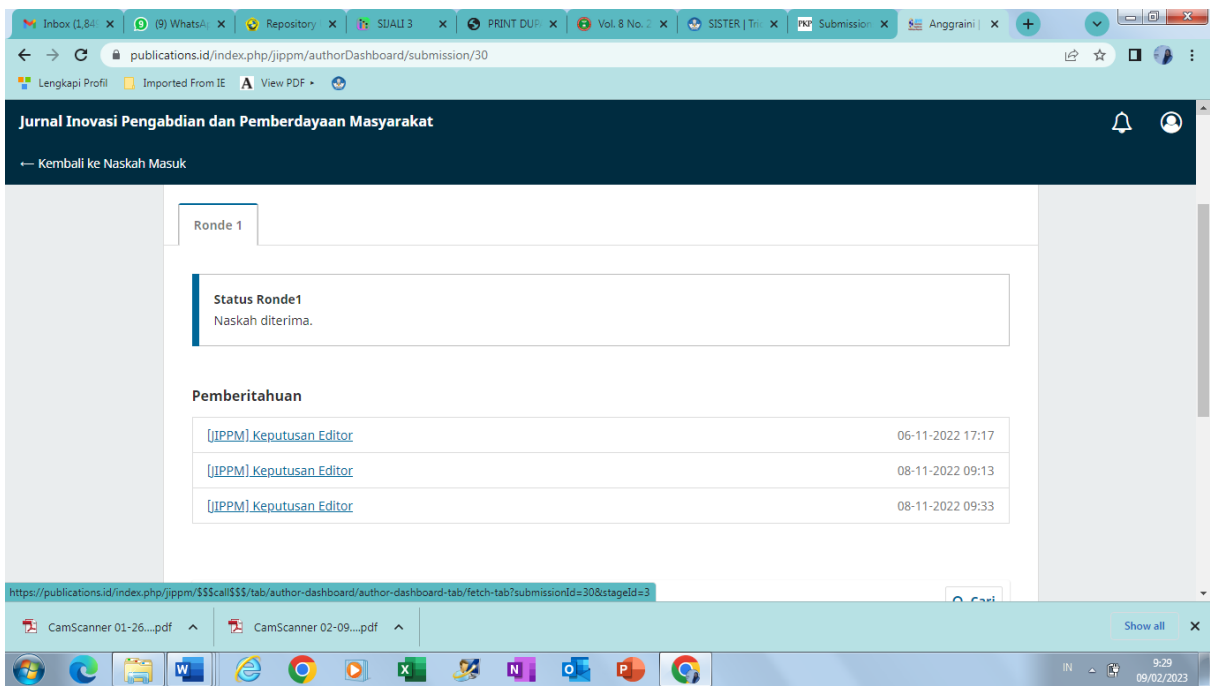 Inbox (1,84
(9) WhatsA
Repository
SIJALI 3
PRINT DUP
Vol. 8 No. 2
SISTER | Tri
PKP Submission
Anggraini |
publications.id/index.php/jippm/authorDashboard/submission/30
Lengkapi Profil
Imported From IE
View PDF
Jurnal Inovasi Pengabdian dan Pemberdayaan Masyarakat
← Kembali ke Naskah Masuk
Ronde 1
Status Ronde1
Naskah diterima.
Pemberitahuan
[JIPPM] Keputusan Editor 06-11-2022 17:17
[JIPPM] Keputusan Editor 08-11-2022 09:13
[JIPPM] Keputusan Editor 08-11-2022 09:33
https://publications.id/index.php/jippm/$$$call$$$/tab/author-dashboard/author-dashboard-tab/fetch-tab?submissionId=30&stageId=3
Cari
CamScanner 01-26....pdf
CamScanner 02-09....pdf
Show all
IN
9:29
09/02/2023